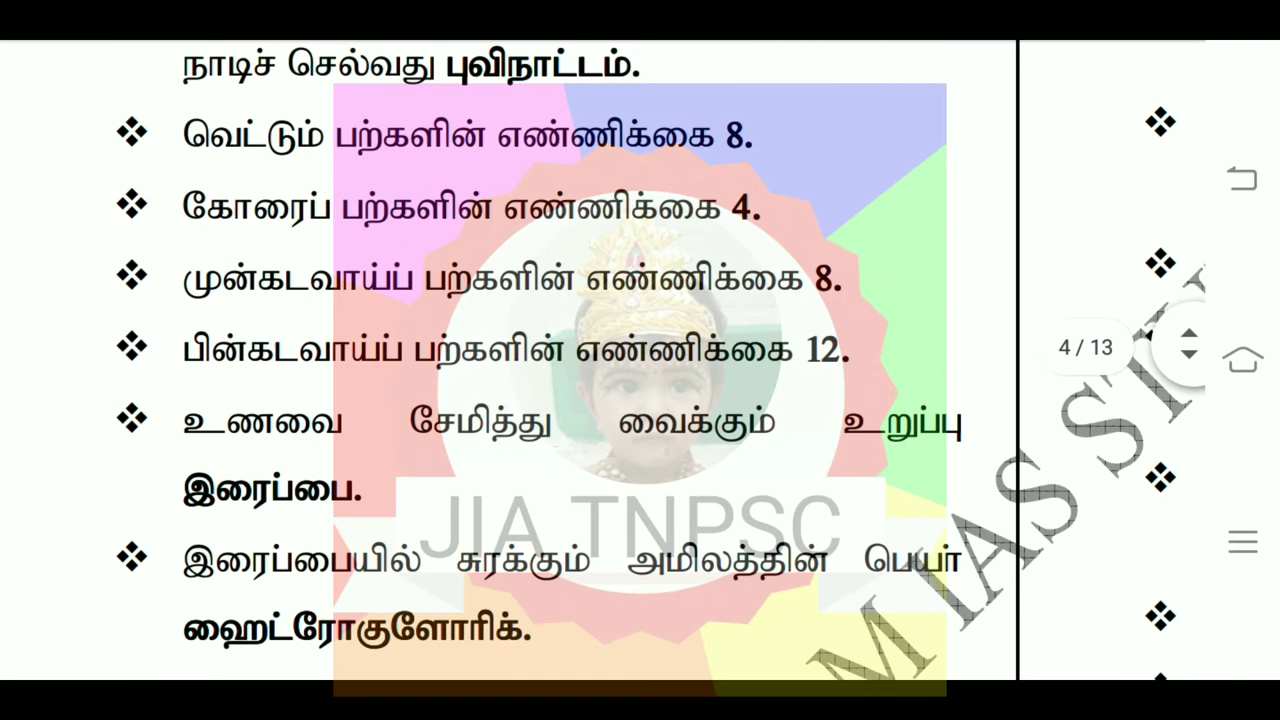 நாடிச் செல்வது புவிநாட்டம்.
❖ வெட்டும் பற்களின் எண்ணிக்கை 8.
❖ கோரைப் பற்களின் எண்ணிக்கை 4.
❖ முன்கடவாய்ப் பற்களின் எண்ணிக்கை 8.
❖ பின்கடவாய்ப் பற்களின் எண்ணிக்கை 12.
❖ உணவை சேமித்து வைக்கும் உறுப்பு
இரைப்பை.
❖ இரைப்பையில் சுரக்கும் அமிலத்தின் பெயர்
ஹைட்ரோகுளோரிக்.
JIA TNPSC
4 / 13
M IAS